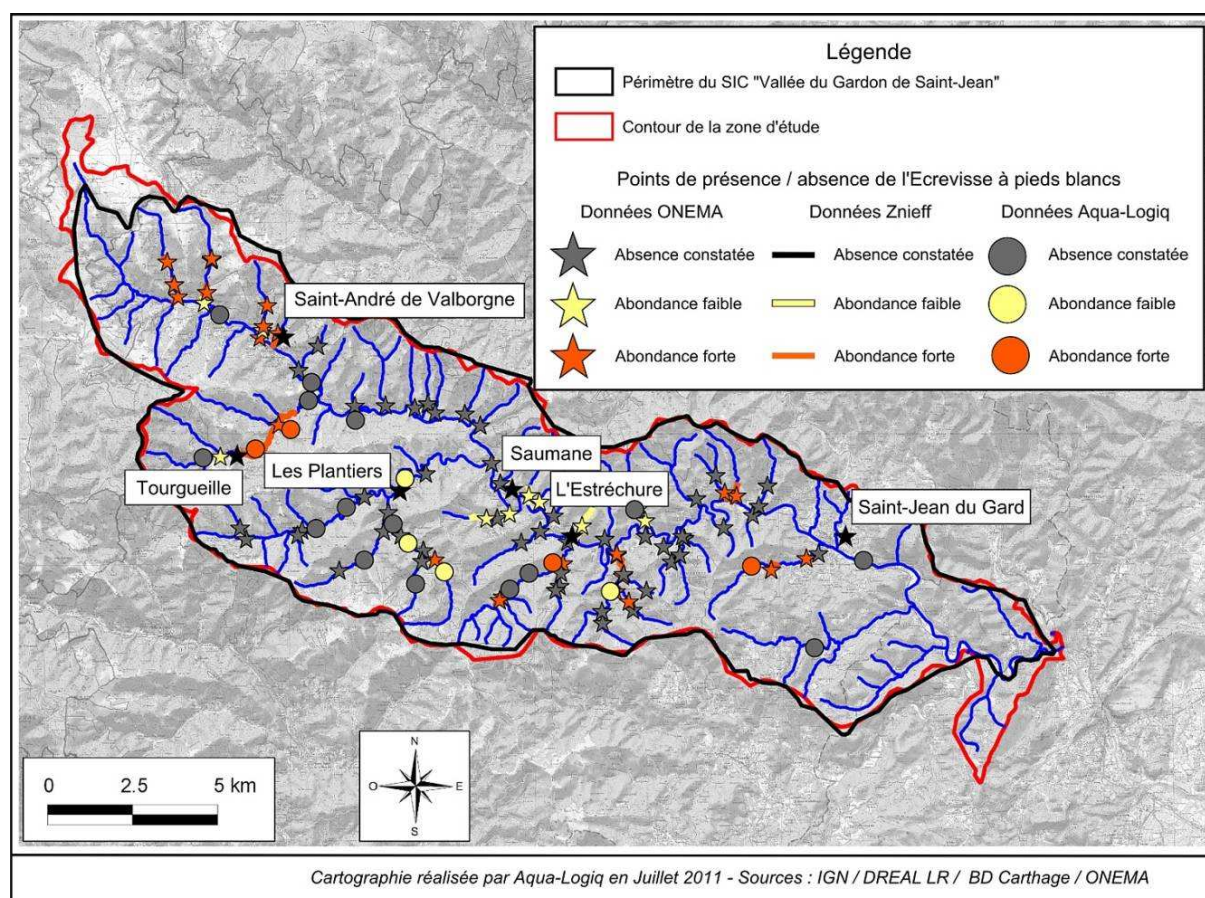 Légende
Périmètre du SIC "Vallée du Gardon de Saint-Jean"
Contour de la zone d'étude
Points de présence / absence de l'Ecrevisse à pieds blancs
Données ONEMA Données Znieff Données Aqua-Logiq
Absence constatée Absence constatée Absence constatée
Abondance faible Abondance faible Abondance faible
Abondance forte Abondance forte Abondance forte
Saint-André de Valborgne
Saumane
Les Plantiers
Tourgueille
L'Estréchure
Saint-Jean du Gard
N
O E
S
0 2.5 5 km
Cartographie réalisée par Aqua-Logiq en Juillet 2011 - Sources : IGN / DREAL LR / BD Carthage / ONEMA